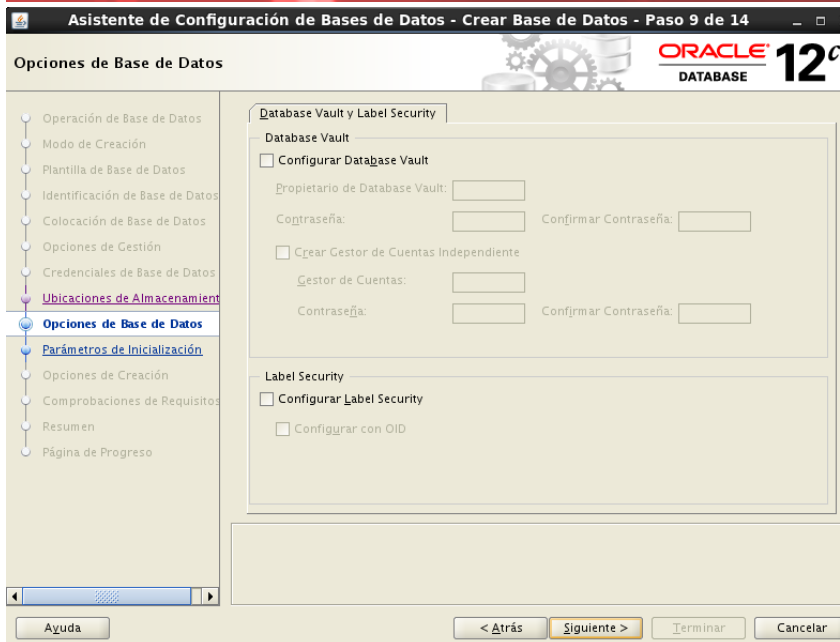 Asistente de Configuración de Bases de Datos - Crear Base de Datos - Paso 9 de 14
Opciones de Base de Datos
ORACLE
DATABASE
12c
Operación de Base de Datos
Modo de Creación
Plantilla de Base de Datos
Identificación de Base de Datos
Colocación de Base de Datos
Opciones de Gestión
Credenciales de Base de Datos
Ubicaciones de Almacenamient
Opciones de Base de Datos
Parámetros de Inicialización
Opciones de Creación
Comprobaciones de Requisitos
Resumen
Página de Progreso
Database Vault y Label Security
Database Vault
Configurar Database Vault
Propietario de Database Vault:
Contraseña: Confirmar Contraseña:
Crear Gestor de Cuentas Independiente
Gestor de Cuentas:
Contraseña: Confirmar Contraseña:
Label Security
Configurar Label Security
Configurar con OID
Ayuda < Atrás Siguiente > Terminar Cancelar